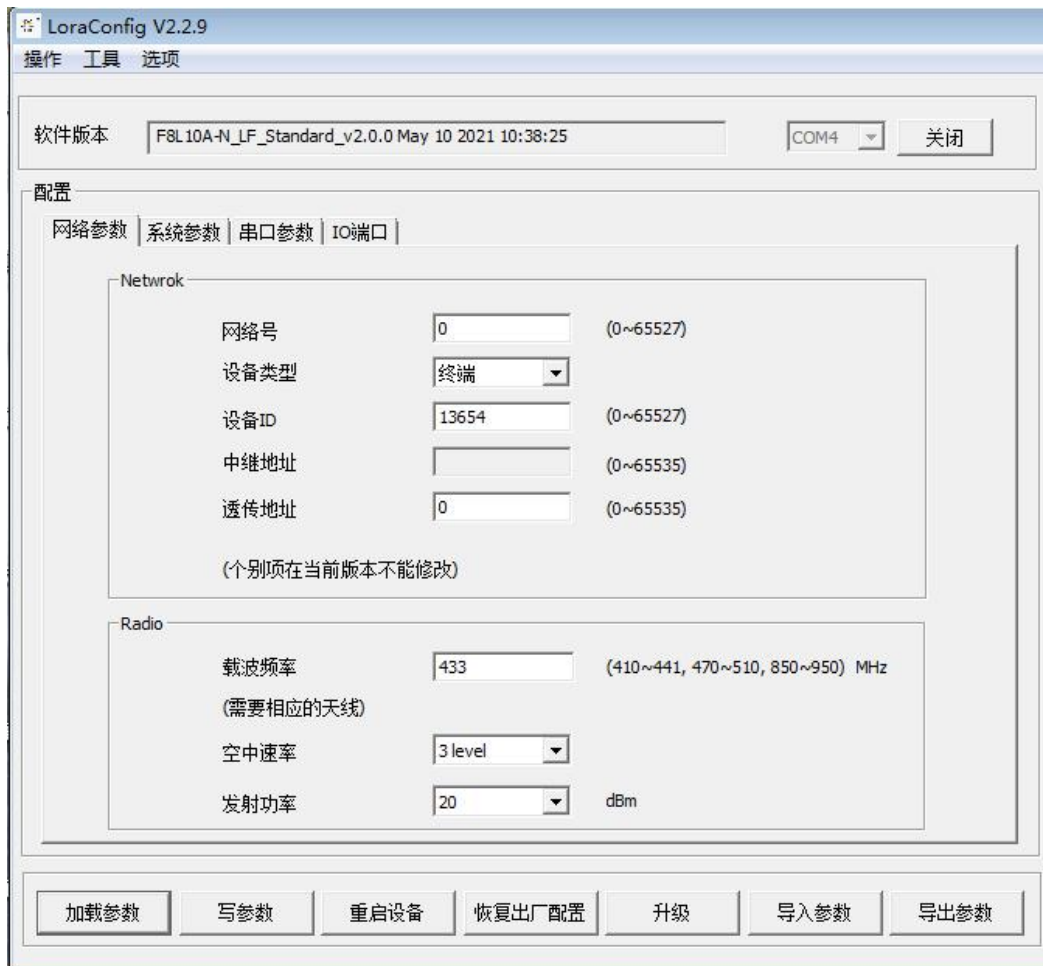 LoraConfig V2.2.9
操作 工具 选项
软件版本 F8L10A-N_LF_Standard_v2.0.0 May 10 2021 10:38:25 COM4 关闭
配置
网络参数 系统参数 串口参数 IO端口
Netwrok
网络号 0 (0~65527)
设备类型 终端
设备ID 13654 (0~65527)
中继地址 (0~65535)
透传地址 0 (0~65535)
(个别项在当前版本不能修改)
Radio
载波频率 433 (410~441, 470~510, 850~950) MHz
(需要相应的天线)
空中速率 3 level
发射功率 20 dBm
加载参数 写参数 重启设备 恢复出厂配置 升级 导入参数 导出参数